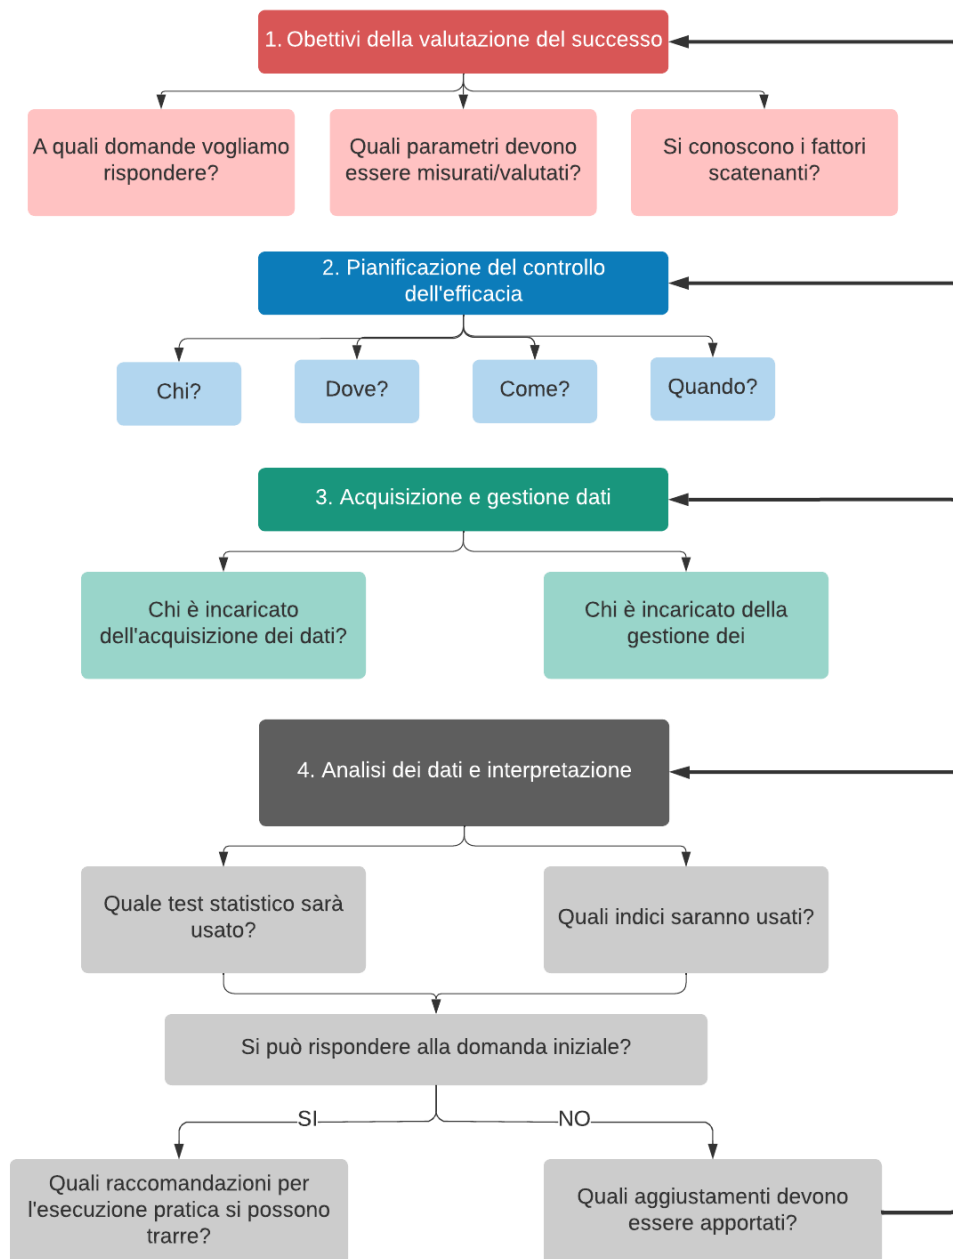 1. Obettivi della valutazione del successo
A quali domande vogliamo
rispondere?
Quali parametri devono
essere misurati/valutati?
Si conoscono i fattori
scatenanti?
2. Pianificazione del controllo
dell'efficacia
Chi?
Dove?
Come?
Quando?
3. Acquisizione e gestione dati
Chi è incaricato
dell'acquisizione dei dati?
Chi è incaricato della
gestione dei
4. Analisi dei dati e interpretazione
Quale test statistico sarà
usato?
Quali indici saranno usati?
Si può rispondere alla domanda iniziale?
SI
NO
Quali raccomandazioni per
l'esecuzione pratica si possono
trarre?
Quali aggiustamenti devono
essere apportati?